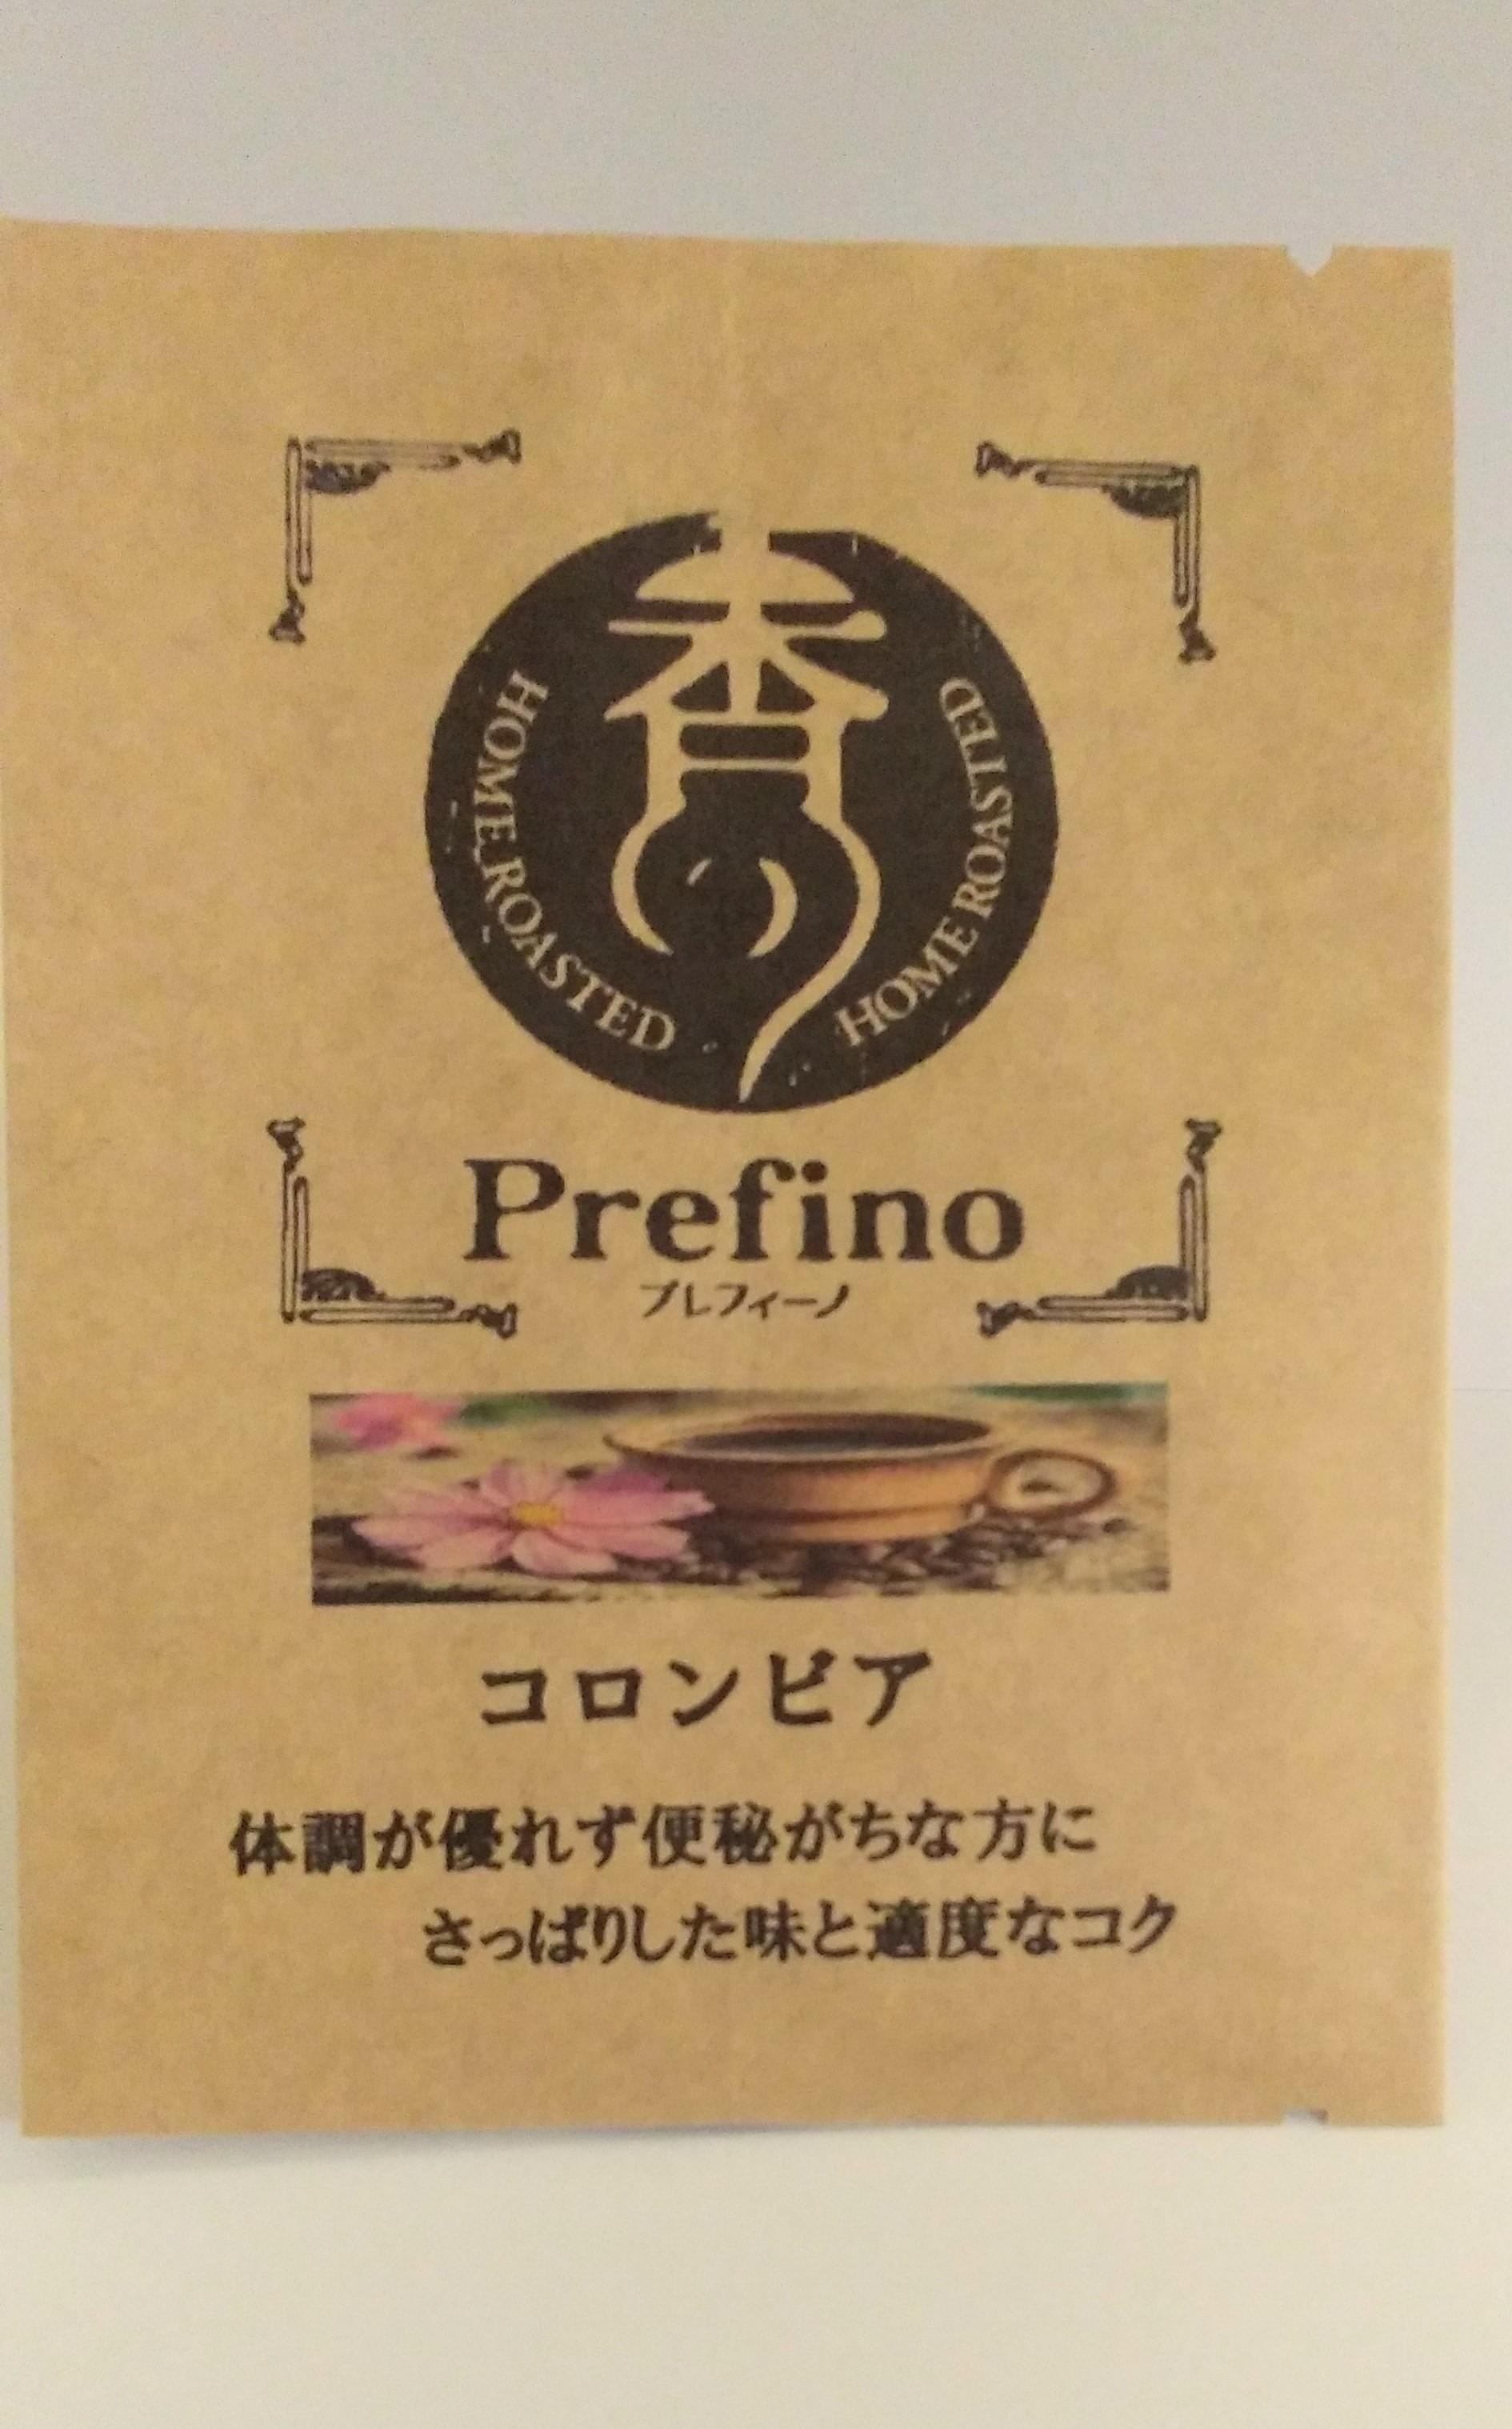 香
HOME ROASTED
HOME ROASTED
Prefino
プレフィーノ
コロンビア
体調が優れず便秘がちな方に
さっぱりした味と適度なコク